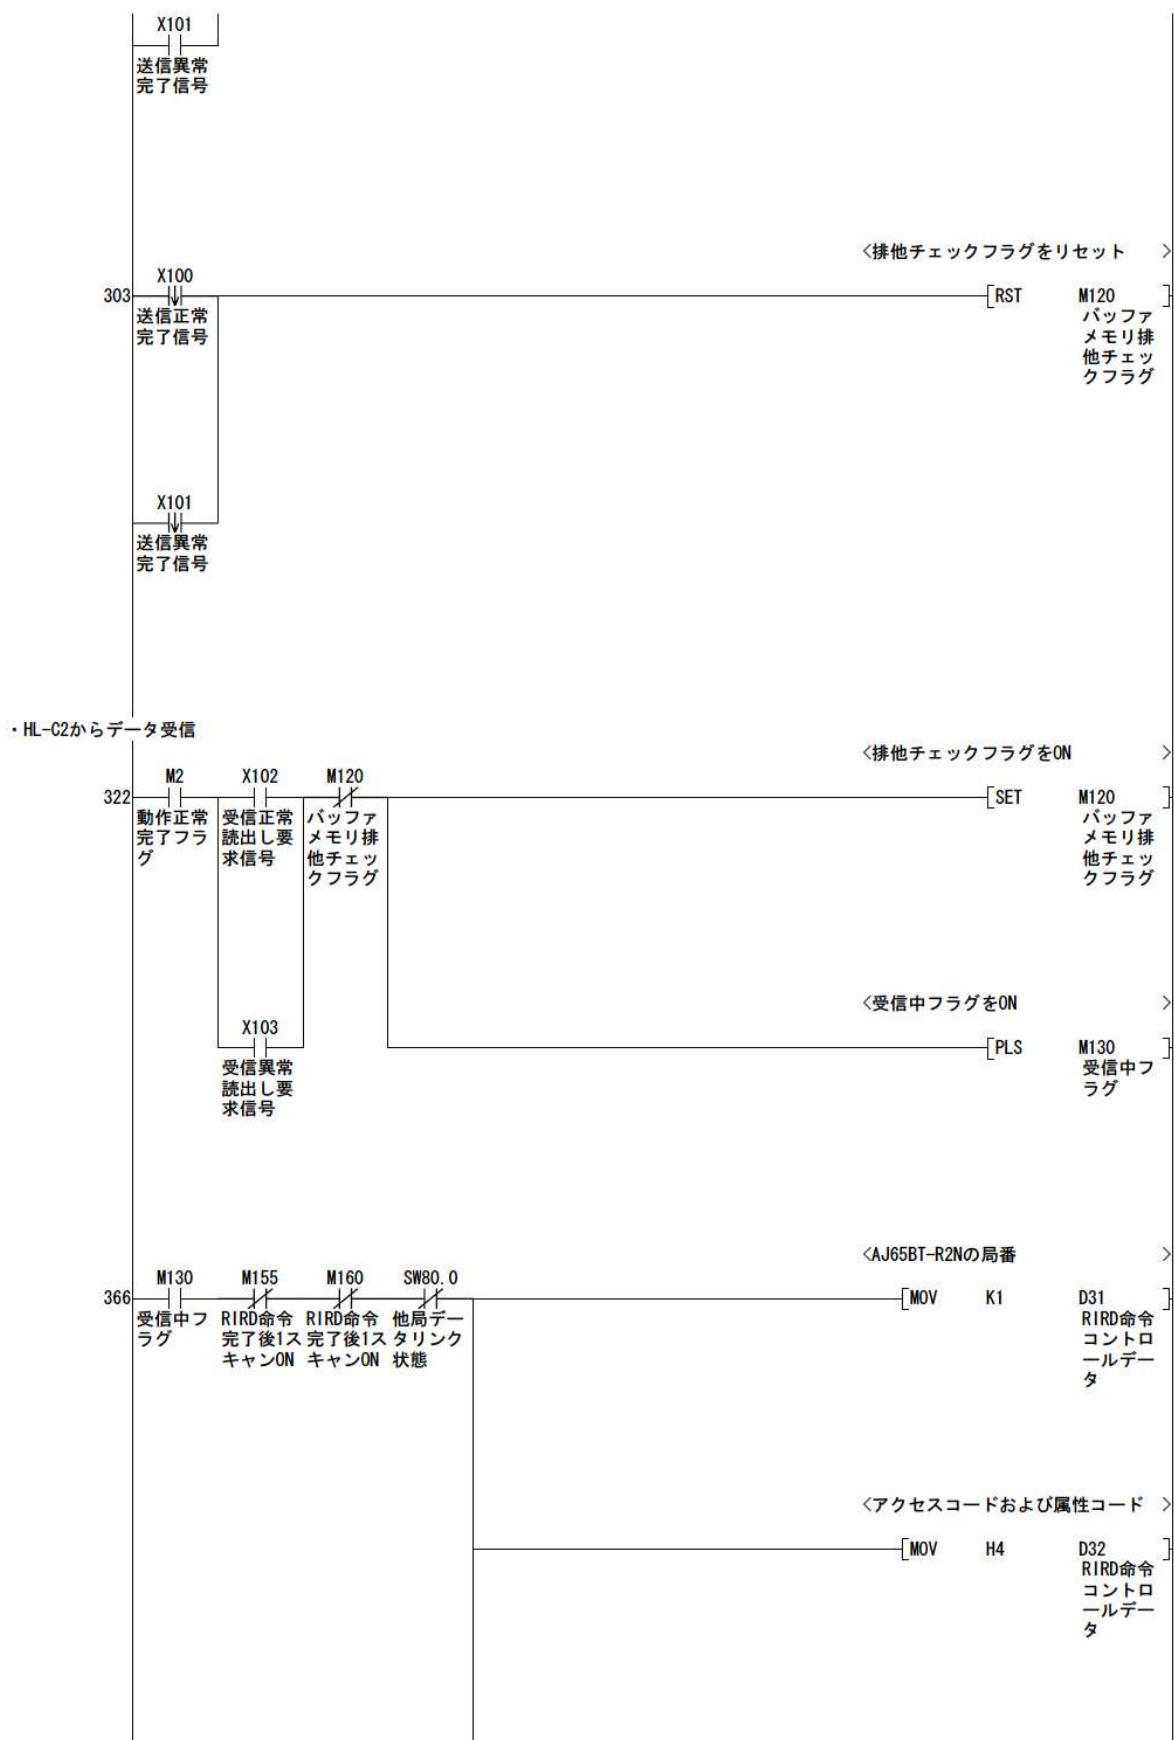 X101
送信異常
完了信号
<排他チェックフラグをリセット >
X100
303
[RST M120 ]
送信正常
完了信号
バッファ
メモリ排
他チェッ
クフラグ
X101
送信異常
完了信号
・HL-C2からデータ受信
<排他チェックフラグをON >
M2 X102 M120
322
[SET M120 ]
動作正常
完了フラ
グ
受信正常
読出し要
求信号
バッファ
メモリ排
他チェッ
クフラグ
バッファ
メモリ排
他チェッ
クフラグ
<受信中フラグをON >
X103
[PLS M130 ]
受信異常
読出し要
求信号
受信中フ
ラグ
<AJ65BT-R2Nの局番 >
M130 M155 M160 SW80.0
366
[MOV K1 D31 ]
受信中フ
ラグ
RIRD命令
完了後1ス
キャンON
RIRD命令
完了後1ス
キャンON
他局デー
タリンク
状態
RIRD命令
コントロ
ールデー
タ
<アクセスコードおよび属性コード >
[MOV H4 D32 ]
RIRD命令
コントロ
ールデー
タ